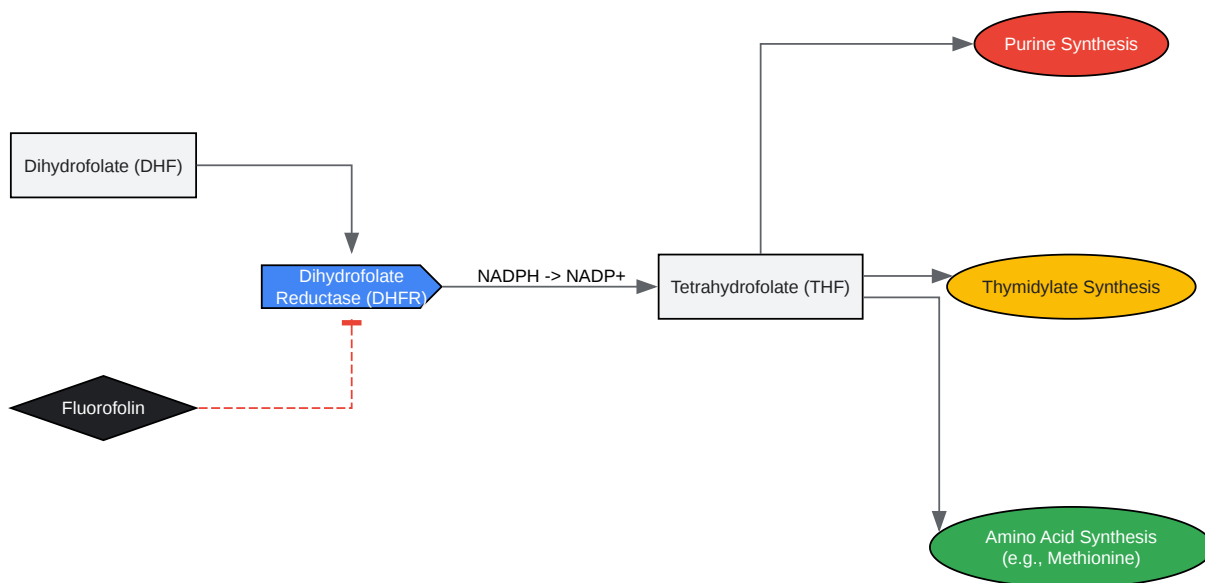 Purine Synthesis
Dihydrofolate (DHF)
Dihydrofolate
Reductase (DHFR)
NADPH -> NADP+
Tetrahydrofolate (THF)
Thymidylate Synthesis
Fluorofolin
Amino Acid Synthesis
(e.g., Methionine)